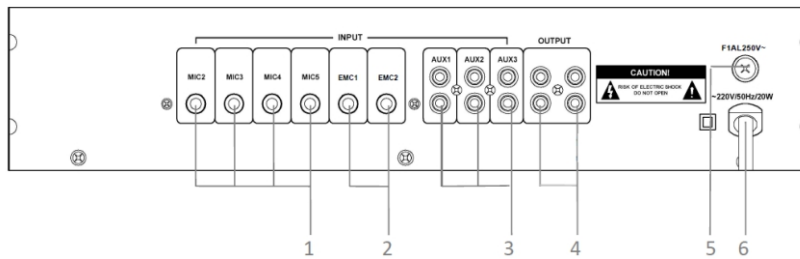 INPUT
OUTPUT
F1AL250V~
MIC2 MIC3 MIC4 MIC5 EMC1 EMC2 AUX1 AUX2 AUX3
CAUTION!
RISK OF ELECTRIC SHOCK
DO NOT OPEN
~220V/50Hz/20W
1 2 3 4 5 6